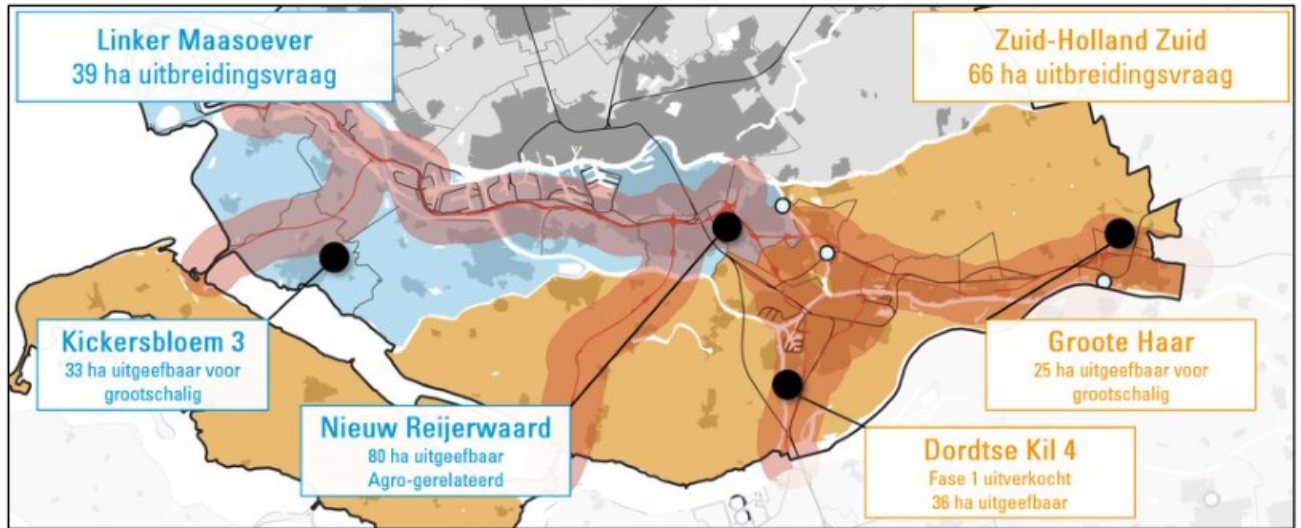 Linker Maasoever
39 ha uitbreidingsvraag
Zuid-Holland Zuid
66 ha uitbreidingsvraag
Kickersbloem 3
33 ha uitgeefbaar voor
grootschalig
Nieuw Reijerwaard
80 ha uitgeefbaar
Agro-gerelateerd
Groote Haar
25 ha uitgeefbaar voor
grootschalig
Dordtse Kil 4
Fase 1 uitverkocht
36 ha uitgeefbaar